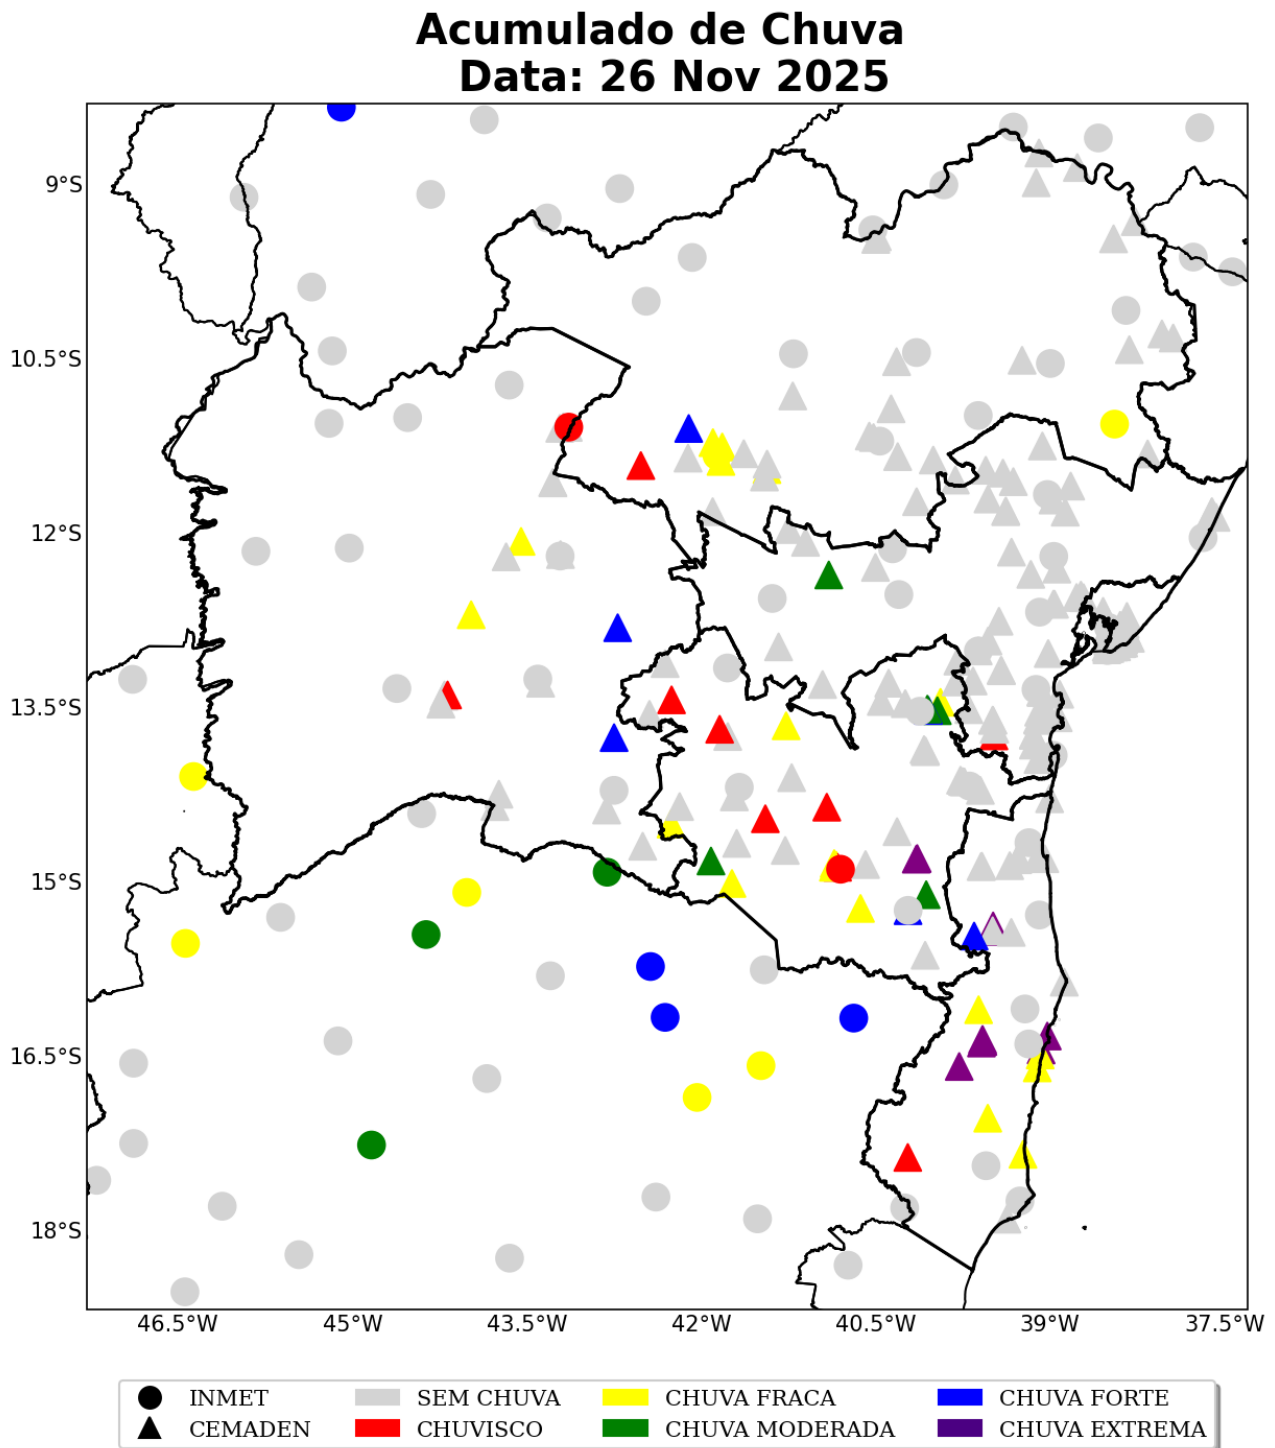 Acumulado de Chuva
Data: 26 Nov 2025
9°S
10.5°S
12°S
13.5°S
15°S
16.5°S
18°S
46.5°W 45°W 43.5°W 42°W 40.5°W 39°W 37.5°W
INMET SEM CHUVA CHUVA FRACA CHUVA FORTE
CEMADEN CHUVISCO CHUVA MODERADA CHUVA EXTREMA